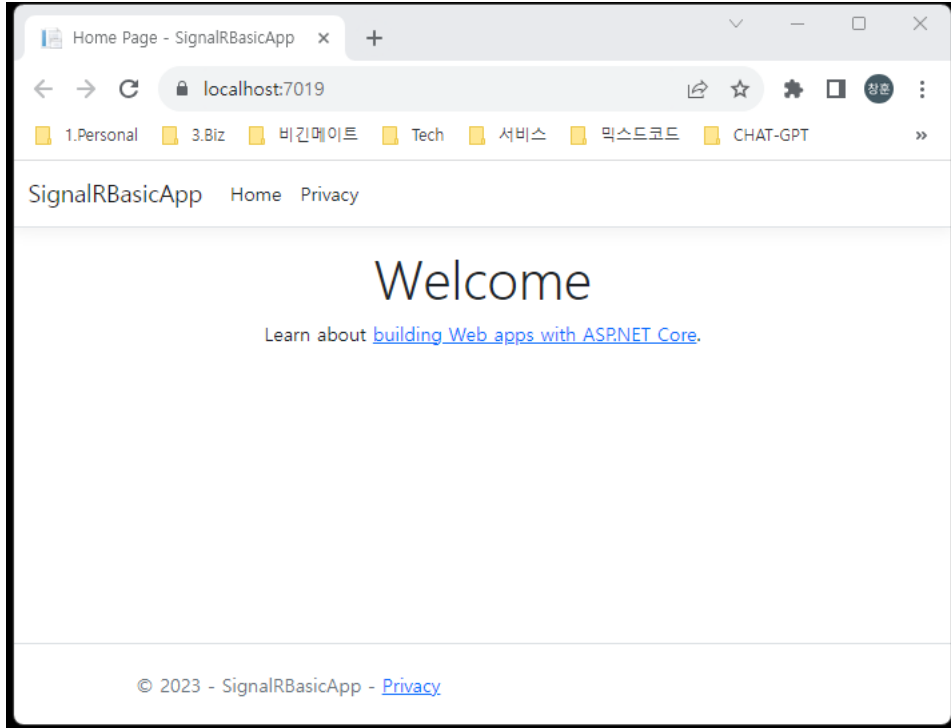 Home Page - SignalRBasicApp
localhost:7019
창훈
1.Personal 3.Biz 비긴메이트 Tech 서비스 믹스드코드 CHAT-GPT »
SignalRBasicApp Home Privacy
Welcome
Learn about building Web apps with ASP.NET Core.
© 2023 - SignalRBasicApp - Privacy